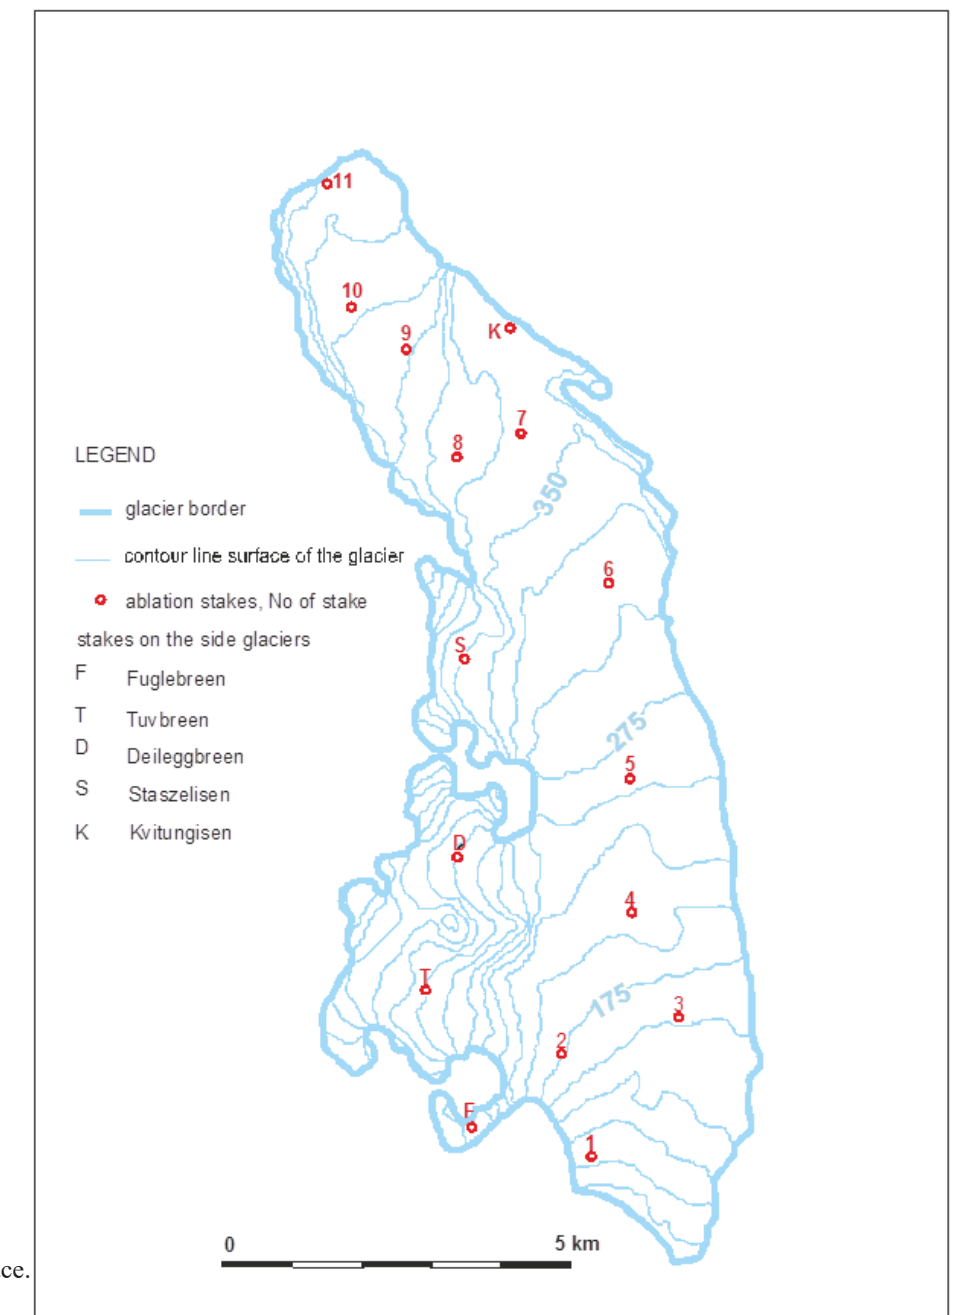 11
10
9
K
7
8
LEGEND
350
glacier border
contour line surface of the glacier
6
ablation stakes, No of stake
stakes on the side glaciers
S
F Fuglebreen
T Tuvbreen
275
D Deileggbreen
5
S Staszelisen
K Kvitungisen
D
4
T
175
3
2
F
1
0 5 km
ce.